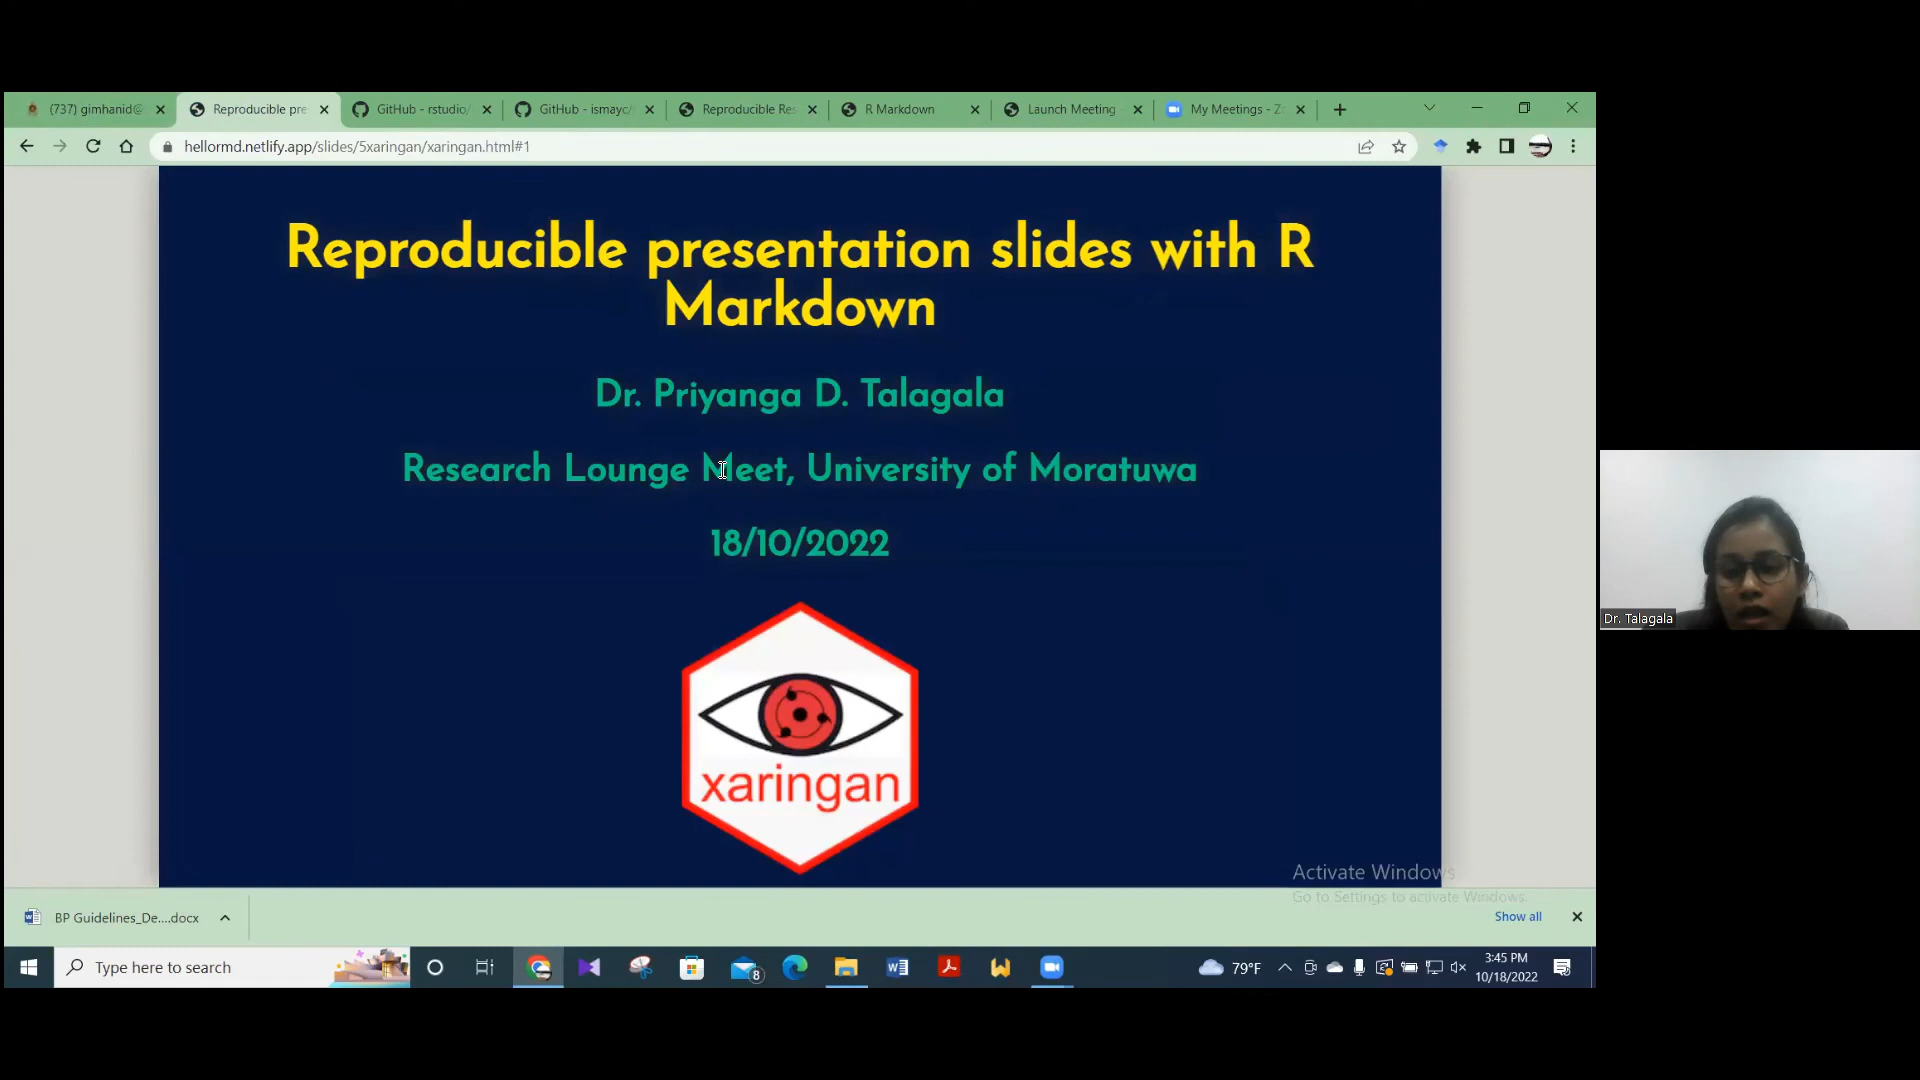 (737) gimhanid@
Reproducible pre
GitHub - rstudio/
GitHub - ismayc/
Reproducible Res
R Markdown
Launch Meeting -
My Meetings - Zo
hellormd.netlify.app/slides/5xaringan/xaringan.html#1
Reproducible presentation slides with R
Markdown
Dr. Priyanga D. Talagala
Research Lounge Meet, University of Moratuwa
18/10/2022
xaringan
Dr. Talagala
Activate Windows
Go to Settings to activate Windows.
BP Guidelines_De....docx
Show all
Type here to search
8
79°F
3:45 PM
10/18/2022